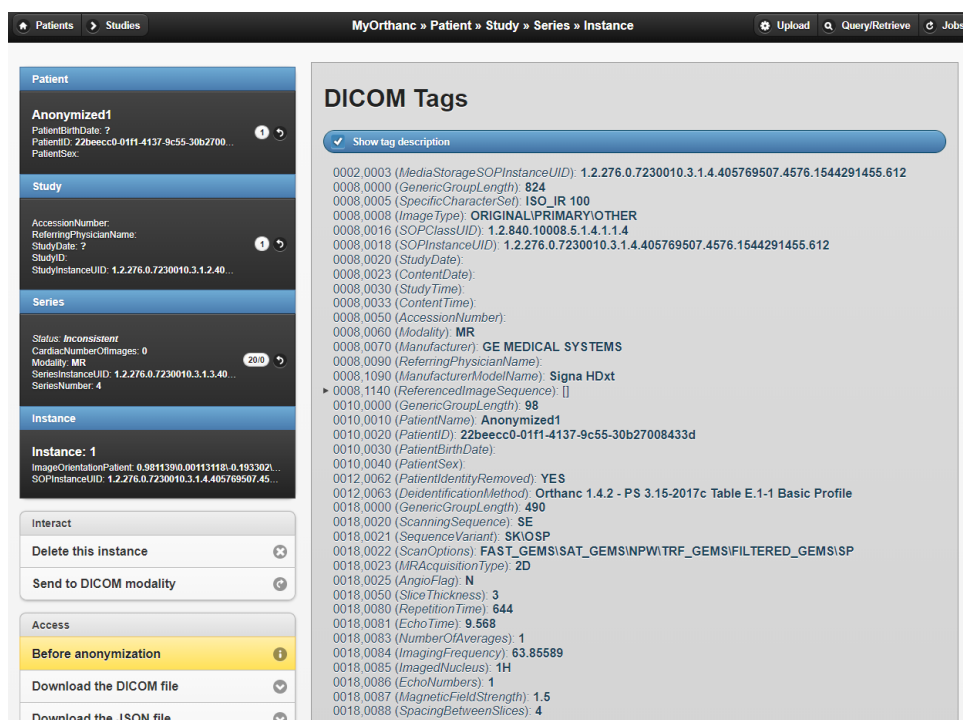 Patients
Studies
MyOrthanc » Patient » Study » Series » Instance
Upload
Query/Retrieve
Jobs
Patient
Anonymized1
PatientBirthDate: ?
PatientID: 22beecc0-01f1-4137-9c55-30b2700...
PatientSex:
1
Study
AccessionNumber:
ReferringPhysicianName:
StudyDate: ?
StudyID:
StudyInstanceUID: 1.2.276.0.7230010.3.1.2.40...
1
Series
Status: Inconsistent
CardiacNumberOfImages: 0
Modality: MR
SeriesInstanceUID: 1.2.276.0.7230010.3.1.3.40...
SeriesNumber: 4
20/0
Instance
Instance: 1
ImageOrientationPatient: 0.981139\0.00113118\-0.193302\...
SOPInstanceUID: 1.2.276.0.7230010.3.1.4.405769507.45...
Interact
Delete this instance
Send to DICOM modality
Access
Before anonymization
Download the DICOM file
Download the JSON file
DICOM Tags
Show tag description
0002,0003 (MediaStorageSOPInstanceUID): 1.2.276.0.7230010.3.1.4.405769507.4576.1544291455.612
0008,0000 (GenericGroupLength): 824
0008,0005 (SpecificCharacterSet): ISO_IR 100
0008,0008 (ImageType): ORIGINAL\PRIMARY\OTHER
0008,0016 (SOPClassUID): 1.2.840.10008.5.1.4.1.1.4
0008,0018 (SOPInstanceUID): 1.2.276.0.7230010.3.1.4.405769507.4576.1544291455.612
0008,0020 (StudyDate):
0008,0023 (ContentDate):
0008,0030 (StudyTime):
0008,0033 (ContentTime):
0008,0050 (AccessionNumber):
0008,0060 (Modality): MR
0008,0070 (Manufacturer): GE MEDICAL SYSTEMS
0008,0090 (ReferringPhysicianName):
0008,1090 (ManufacturerModelName): Signa HDxt
0008,1140 (ReferencedImageSequence): []
0010,0000 (GenericGroupLength): 98
0010,0010 (PatientName): Anonymized1
0010,0020 (PatientID): 22beecc0-01f1-4137-9c55-30b27008433d
0010,0030 (PatientBirthDate):
0010,0040 (PatientSex):
0012,0062 (PatientIdentityRemoved): YES
0012,0063 (DeidentificationMethod): Orthanc 1.4.2 - PS 3.15-2017c Table E.1-1 Basic Profile
0018,0000 (GenericGroupLength): 490
0018,0020 (ScanningSequence): SE
0018,0021 (SequenceVariant): SK\OSP
0018,0022 (ScanOptions): FAST_GEMS\SAT_GEMS\NPW\TRF_GEMS\FILTERED_GEMS\SP
0018,0023 (MRAcquisitionType): 2D
0018,0025 (AngioFlag): N
0018,0050 (SliceThickness): 3
0018,0080 (RepetitionTime): 644
0018,0081 (EchoTime): 9.568
0018,0083 (NumberOfAverages): 1
0018,0084 (ImagingFrequency): 63.85589
0018,0085 (ImagedNucleus): 1H
0018,0086 (EchoNumbers): 1
0018,0087 (MagneticFieldStrength): 1.5
0018,0088 (SpacingBetweenSlices): 4